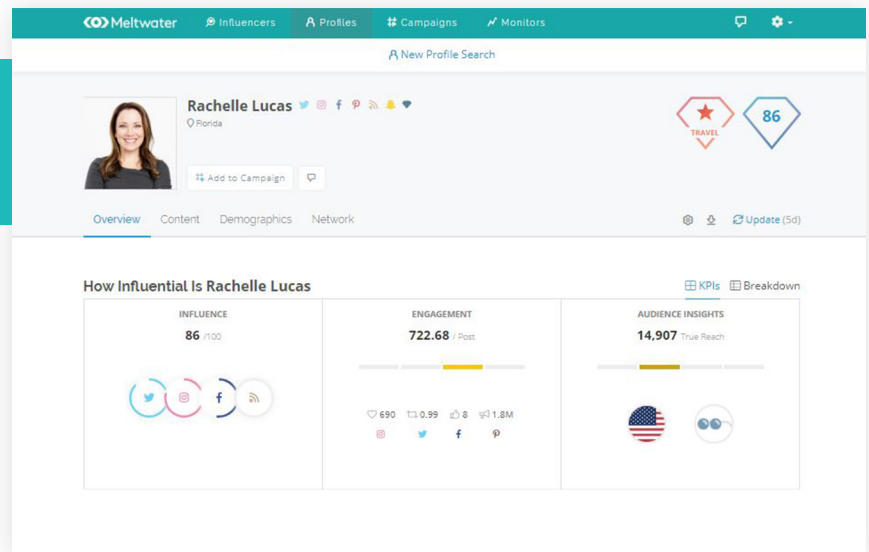 Meltwater Influencers Profiles Campaigns Monitors
New Profile Search
Rachelle Lucas
Florida
TRAVEL
86
Add to Campaign
Overview Content Demographics Network
Update (5d)
How Influential Is Rachelle Lucas
KPIs Breakdown
INFLUENCE
86 /100
ENGAGEMENT
722.68 / Post
690 0.99 8 1.8M
AUDIENCE INSIGHTS
14,907 True Reach